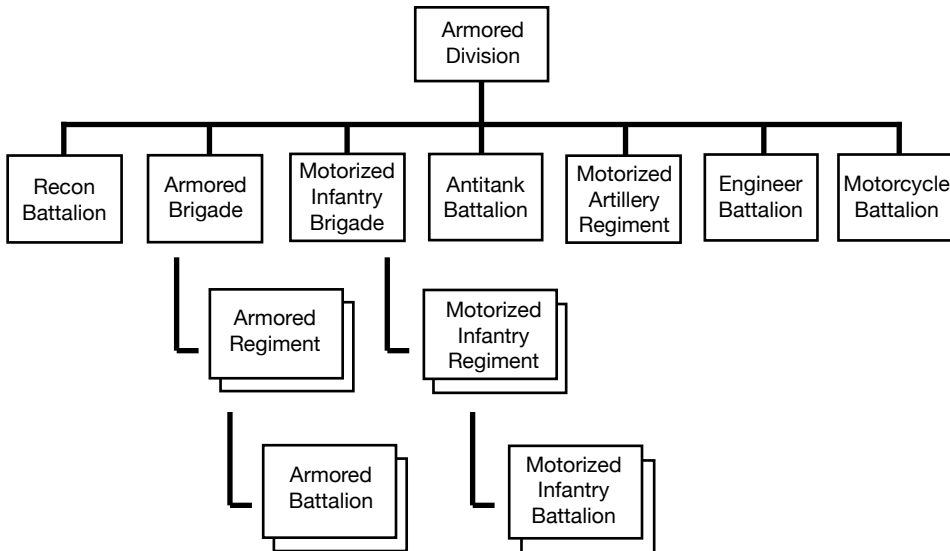 Armored
Division
Recon
Battalion
Armored
Brigade
Motorized
Infantry
Brigade
Antitank
Battalion
Motorized
Artillery
Regiment
Engineer
Battalion
Motorcycle
Battalion
Armored
Regiment
Motorized
Infantry
Regiment
Armored
Battalion
Motorized
Infantry
Battalion